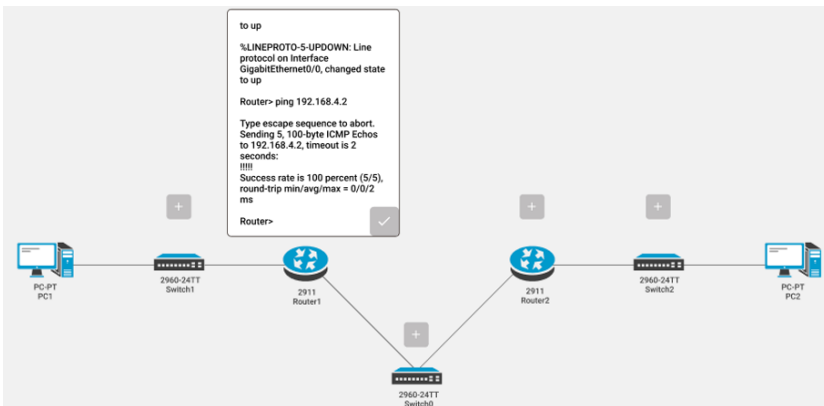 to up
%LINEPROTO-5-UPDOWN: Line
protocol on Interface
GigabitEthernet0/0, changed state
to up
Router> ping 192.168.4.2
Type escape sequence to abort.
Sending 5, 100-byte ICMP Echos
to 192.168.4.2, timeout is 2
seconds:
!!!!!
Success rate is 100 percent (5/5),
round-trip min/avg/max = 0/0/2
ms
Router>
+
+
+
PC-PT
PC1
2960-24TT
Switch1
2911
Router1
2911
Router2
2960-24TT
Switch2
PC-PT
PC2
+
2960-24TT
Switch0